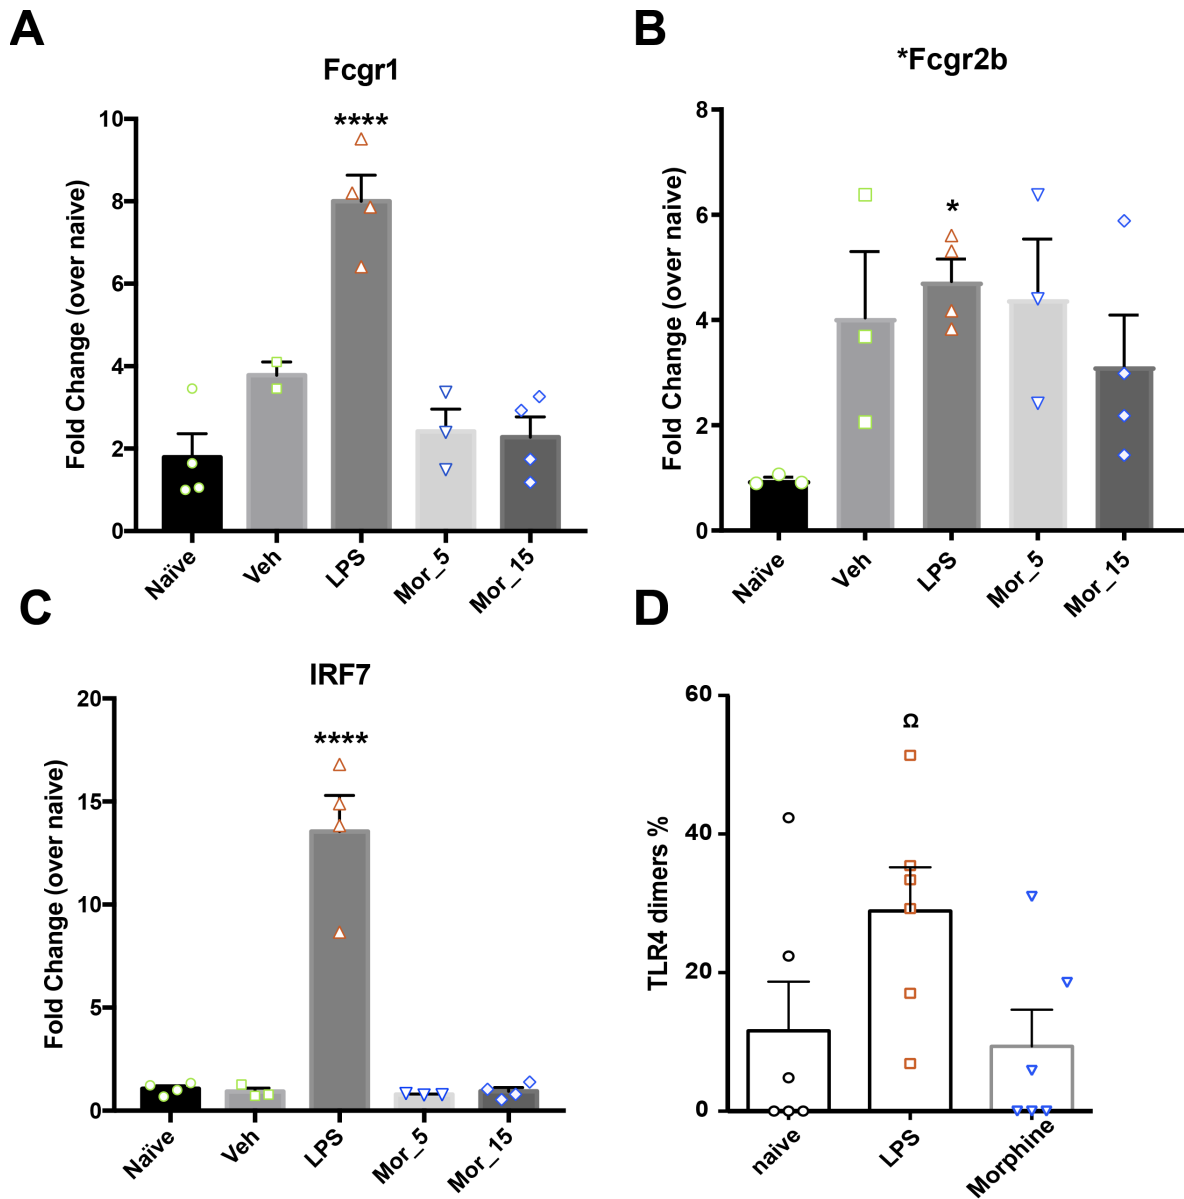 A
Fcgr1
****
Fold Change (over naive)
10
8
6
4
2
0
Naïve
Veh
LPS
Mor_5
Mor_15
B
*Fcgr2b
*
Fold Change (over naive)
8
6
4
2
0
Naïve
Veh
LPS
Mor_5
Mor_15
C
IRF7
****
Fold Change (over naive)
20
15
10
5
0
Naïve
Veh
LPS
Mor_5
Mor_15
D
Ω
TLR4 dimers %
60
40
20
0
naïve
LPS
Morphine